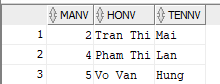 MANV HONV TENNV
1 2 Tran Thi Mai
2 4 Pham Thi Lan
3 5 Vo Van Hung